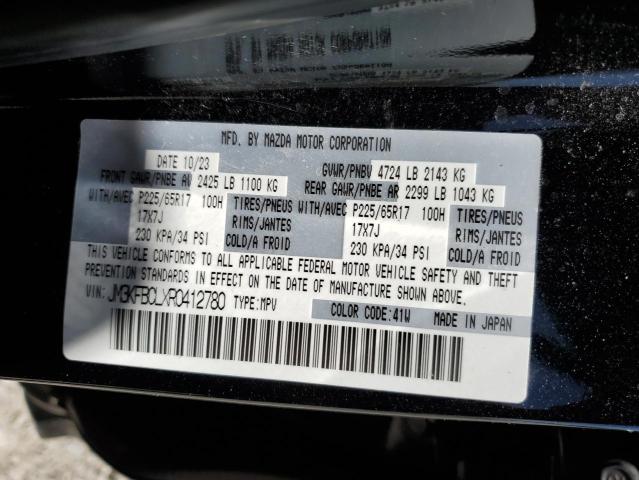 MFD. BY MAZDA MOTOR CORPORATION
DATE 10/23 GVWR/PNBV 4724 LB 2143 KG
FRONT GAWR/PNBE AV 2425 LB 1100 KG REAR GAWR/PNBE AR 2299 LB 1043 KG
WITH/AVEC P225/65R17 100H TIRES/PNEUS WITH/AVEC P225/65R17 100H TIRES/PNEUS
17X7J RIMS/JANTES 17X7J RIMS/JANTES
230 KPA/34 PSI COLD/A FROID 230 KPA/34 PSI COLD/A FROID
THIS VEHICLE CONFORMS TO ALL APPLICABLE FEDERAL MOTOR VEHICLE SAFETY AND THEFT
PREVENTION STANDARDS IN EFFECT ON THE DATE OF MANUFACTURE SHOWN ABOVE.
VIN: JM3KFBCLXR0412780 TYPE:MPV COLOR CODE:41W MADE IN JAPAN